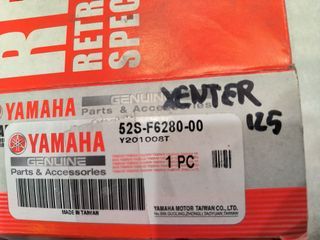 RE
RETR
SPEC
YAMAHA
GENUINE
Parts & Accessories
XENTER
125
YAMAHA
GENUINE
Parts & Accessories
MADE IN TAIWAN
52S-F6280-00
Y201008T
1 PC
YAMAHA MOTOR TAIWAN CO., LTD.